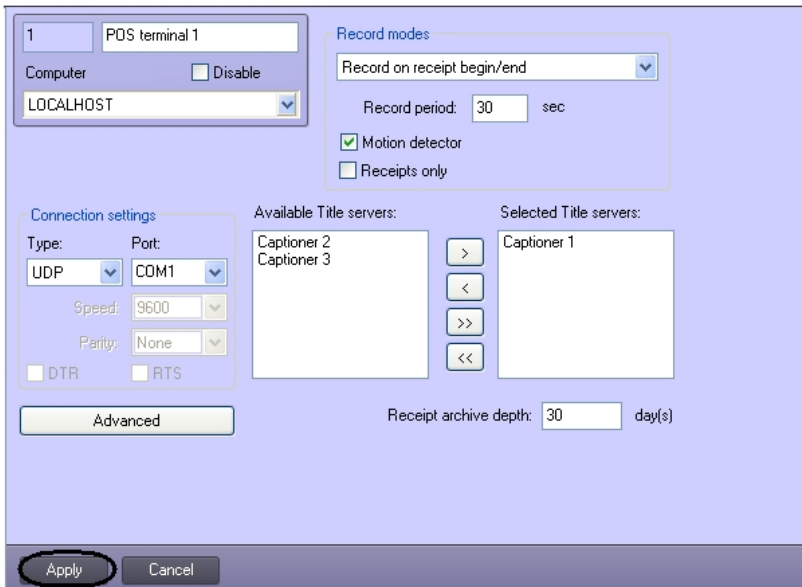 1
POS terminal 1
Computer
Disable
LOCALHOST
Record modes
Record on receipt begin/end
Record period: 30 sec
Motion detector
Receipts only
Connection settings
Type: Port:
UDP COM1
Speed: 9600
Parity: None
DTR RTS
Advanced
Available Title servers:
Captioner 2
Captioner 3
>
<
>>
<<
Selected Title servers:
Captioner 1
Receipt archive depth: 30 day(s)
Apply Cancel